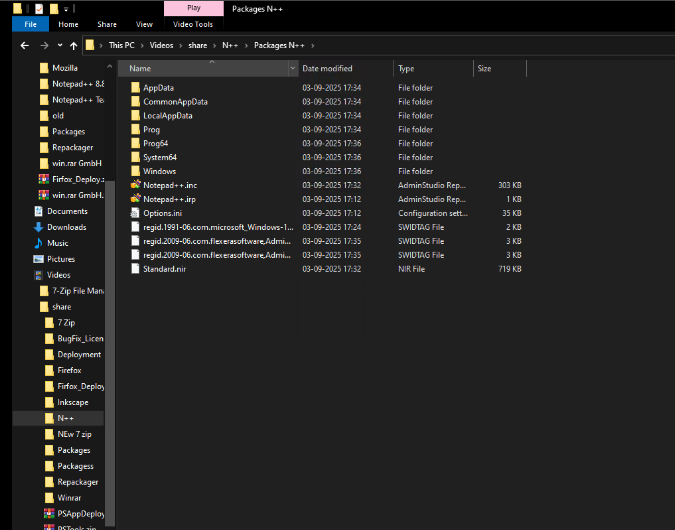 Play
Packages N++
File
Home
Share
View
Video Tools
This PC
Videos
share
N++
Packages N++
Name
Date modified
Type
Size
Mozilla
Notepad++ 8.8
Notepad++ Tea
old
Packages
Repackager
win.rar GmbH
Firfox_Deploy.z
win.rar GmbH.
Documents
Downloads
Music
Pictures
Videos
7-Zip File Mana
share
7 Zip
BugFix_Licen
Deployment
Firefox
Firfox_Deploy
Inkscape
N++
NEw 7 zip
Packages
Packagess
Repackager
Winrar
PSAppDeploy
PSTools.zip
AppData 03-09-2025 17:34 File folder
CommonAppData 03-09-2025 17:34 File folder
LocalAppData 03-09-2025 17:34 File folder
Prog 03-09-2025 17:34 File folder
Prog64 03-09-2025 17:36 File folder
System64 03-09-2025 17:36 File folder
Windows 03-09-2025 17:36 File folder
Notepad++.inc 03-09-2025 17:32 AdminStudio Rep... 303 KB
Notepad++.irp 03-09-2025 17:12 AdminStudio Rep... 1 KB
Options.ini 03-09-2025 17:12 Configuration sett... 35 KB
regid.1991-06.com.microsoft_Windows-1... 03-09-2025 17:24 SWIDTAG File 2 KB
regid.2009-06.com.flexerasoftware,Admi... 03-09-2025 17:35 SWIDTAG File 3 KB
regid.2009-06.com.flexerasoftware,Admi... 03-09-2025 17:35 SWIDTAG File 3 KB
Standard.nir 03-09-2025 17:32 NIR File 719 KB